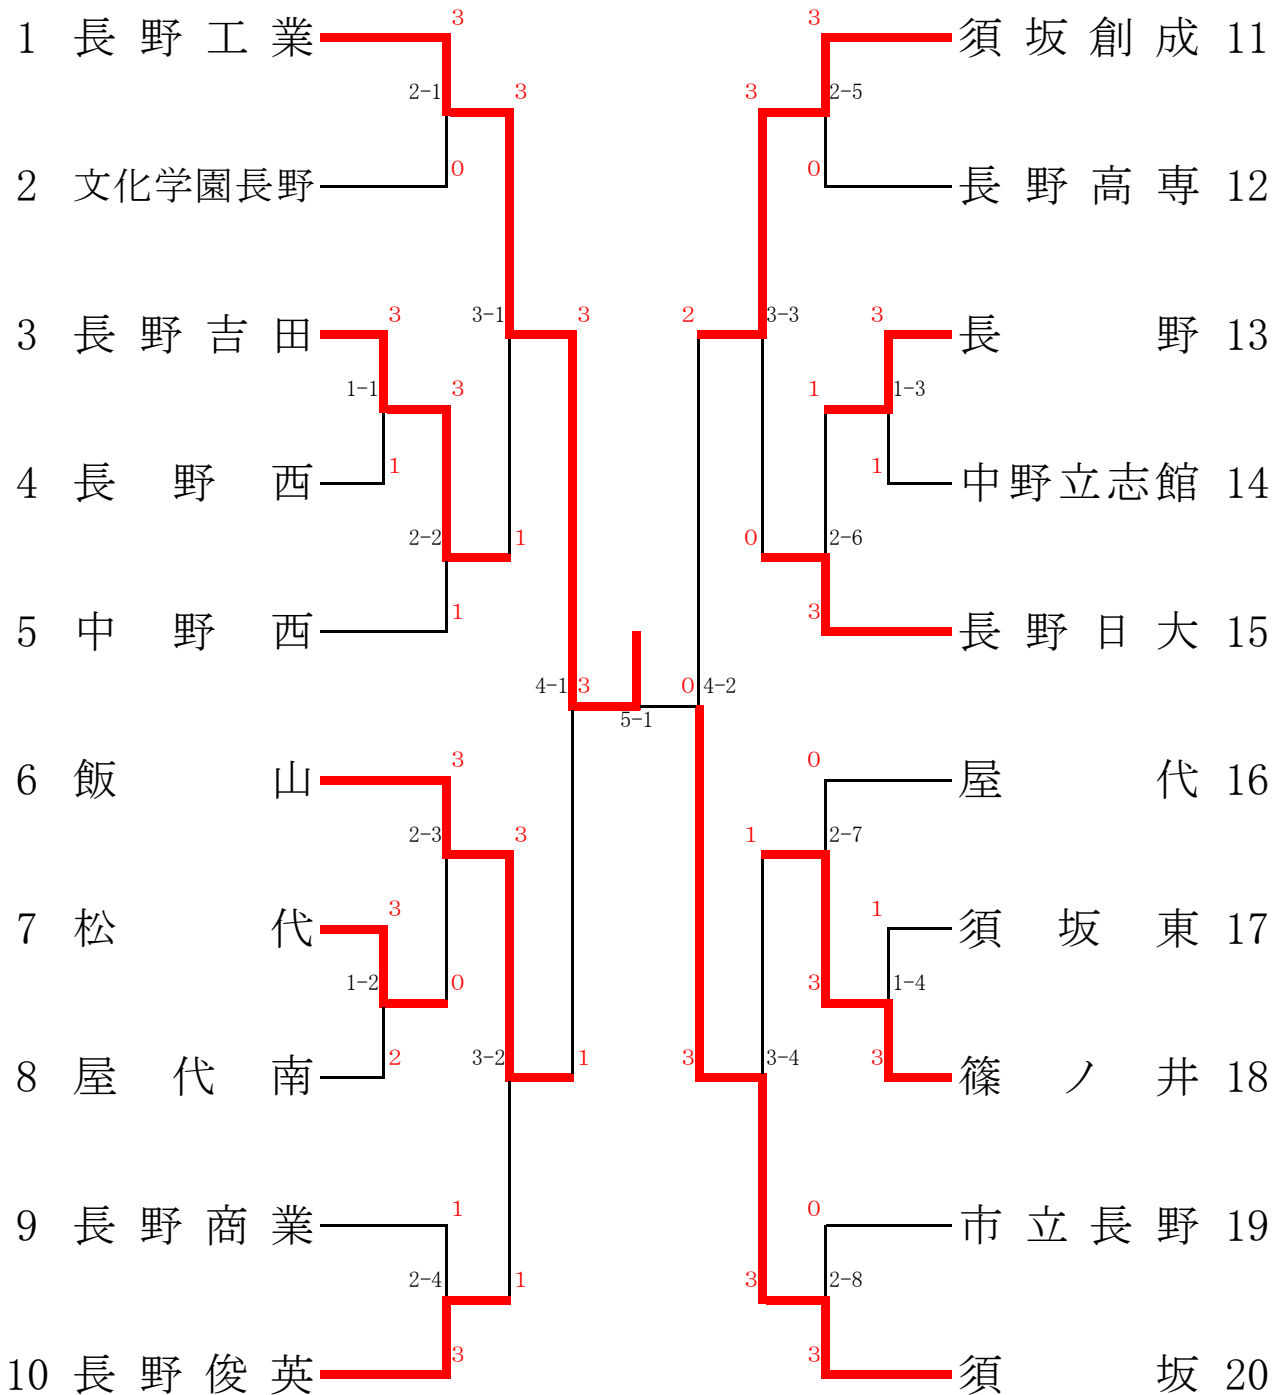 3 3
1 長野工業 須坂創成 11
2-1 3 3 2-5
0 0
2 文化学園長野 長野高専 12
3 3-1 3 2 3-3 3
3 長野吉田 長野 13
1-1 3 1 1-3
1 1
4 長野西 中野立志館 14
2-2 1 0 2-6
1 3
5 中野西 長野日大 15
4-1 3 0 4-2
5-1
3 0
6 飯山 屋代 16
2-3 3 1 2-7
3 1
7 松代 須坂東 17
1-2 0 3 1-4
2 3-2 1 3 3-4 3
8 屋代南 篠ノ井 18
1 0
9 長野商業 市立長野 19
2-4 1 3 2-8
3 3
10 長野俊英 須坂 20